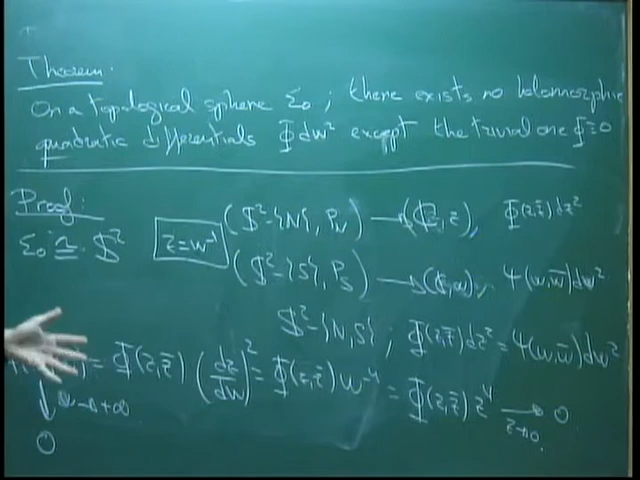 Theorem.
On a topological sphere Σ₀ ; there exists no holomorphic
quadratic differentials Φdw² except the trivial one Φ≡0
Proof:
Σ₀ ≅ S²
z=w⁻¹
(S²-{N}, P_N) → (ℂ, z), Φ(z,z̄)dz²
(S²-{S}, P_S) → (ℂ,w), Ψ(w,w̄)dw²
S²-{N,S} ; Φ(z,z̄)dz² = Ψ(w,w̄)dw²
= Φ(z,z̄) (dz/dw)² = Φ(z,z̄) w⁻⁴ = Φ(z,z̄) z⁴ → 0
z→0.
↓ w→+∞
0